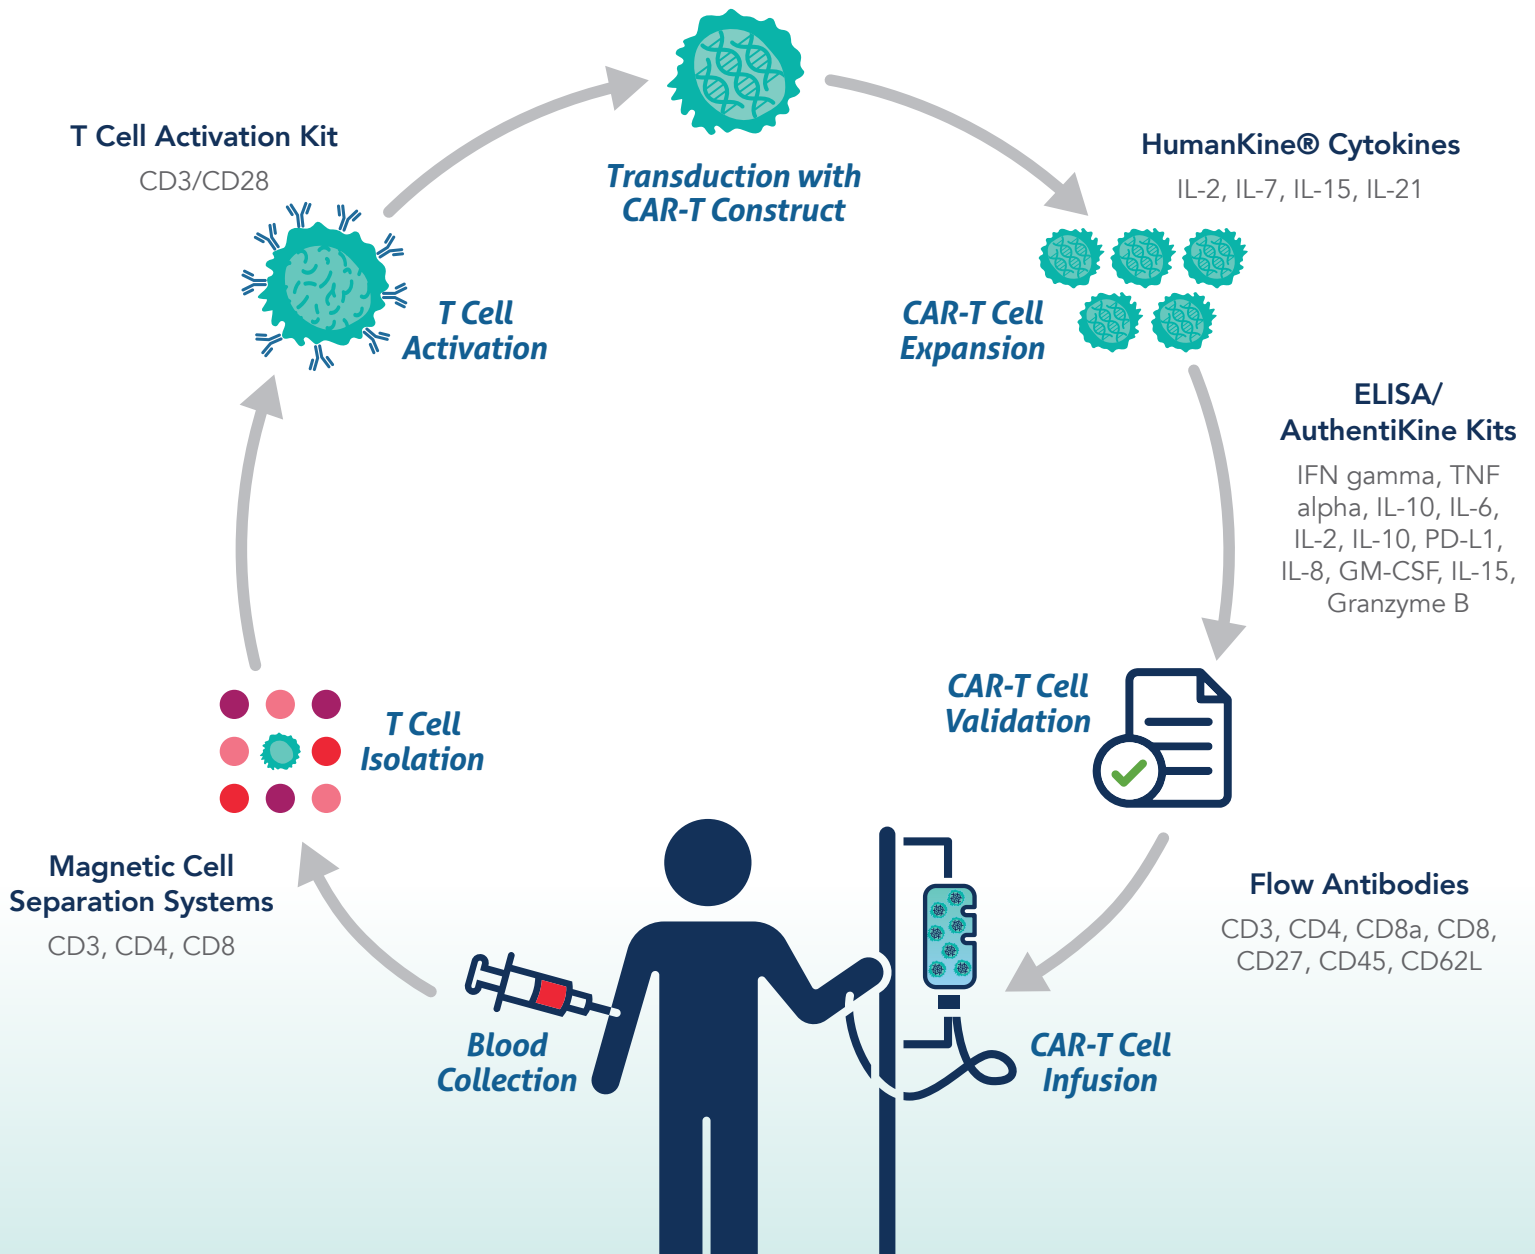 T Cell Activation Kit
CD3/CD28
T Cell
Activation
Transduction with
CAR-T Construct
HumanKine® Cytokines
IL-2, IL-7, IL-15, IL-21
CAR-T Cell
Expansion
ELISA/
AuthentiKine Kits
IFN gamma, TNF
alpha, IL-10, IL-6,
IL-2, IL-10, PD-L1,
IL-8, GM-CSF, IL-15,
Granzyme B
CAR-T Cell
Validation
Flow Antibodies
CD3, CD4, CD8a, CD8,
CD27, CD45, CD62L
CAR-T Cell
Infusion
Blood
Collection
Magnetic Cell
Separation Systems
CD3, CD4, CD8
T Cell
Isolation